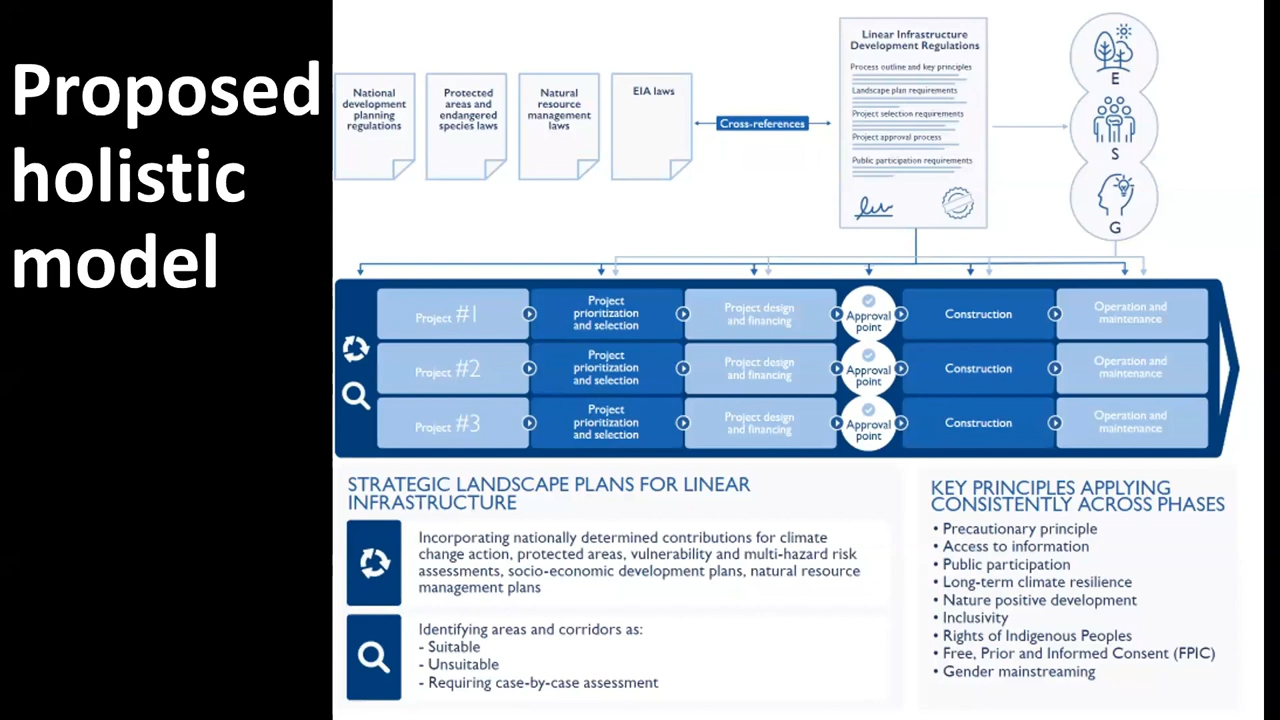 Proposed
holistic
model
National
development
planning
regulations
Protected
areas and
endangered
species laws
Natural
resource
management
laws
EIA laws
Cross-references
Linear Infrastructure
Development Regulations
Process outline and key principles
Landscape plan requirements
Project selection requirements
Project approval process
Public participation requirements
E
S
G
Project #1
Project
prioritization
and selection
Project design
and financing
Approval
point
Construction
Operation and
maintenance
Project #2
Project
prioritization
and selection
Project design
and financing
Approval
point
Construction
Operation and
maintenance
Project #3
Project
prioritization
and selection
Project design
and financing
Approval
point
Construction
Operation and
maintenance
STRATEGIC LANDSCAPE PLANS FOR LINEAR
INFRASTRUCTURE
Incorporating nationally determined contributions for climate
change action, protected areas, vulnerability and multi-hazard risk
assessments, socio-economic development plans, natural resource
management plans
Identifying areas and corridors as:
- Suitable
- Unsuitable
- Requiring case-by-case assessment
KEY PRINCIPLES APPLYING
CONSISTENTLY ACROSS PHASES
• Precautionary principle
• Access to information
• Public participation
• Long-term climate resilience
• Nature positive development
• Inclusivity
• Rights of Indigenous Peoples
• Free, Prior and Informed Consent (FPIC)
• Gender mainstreaming